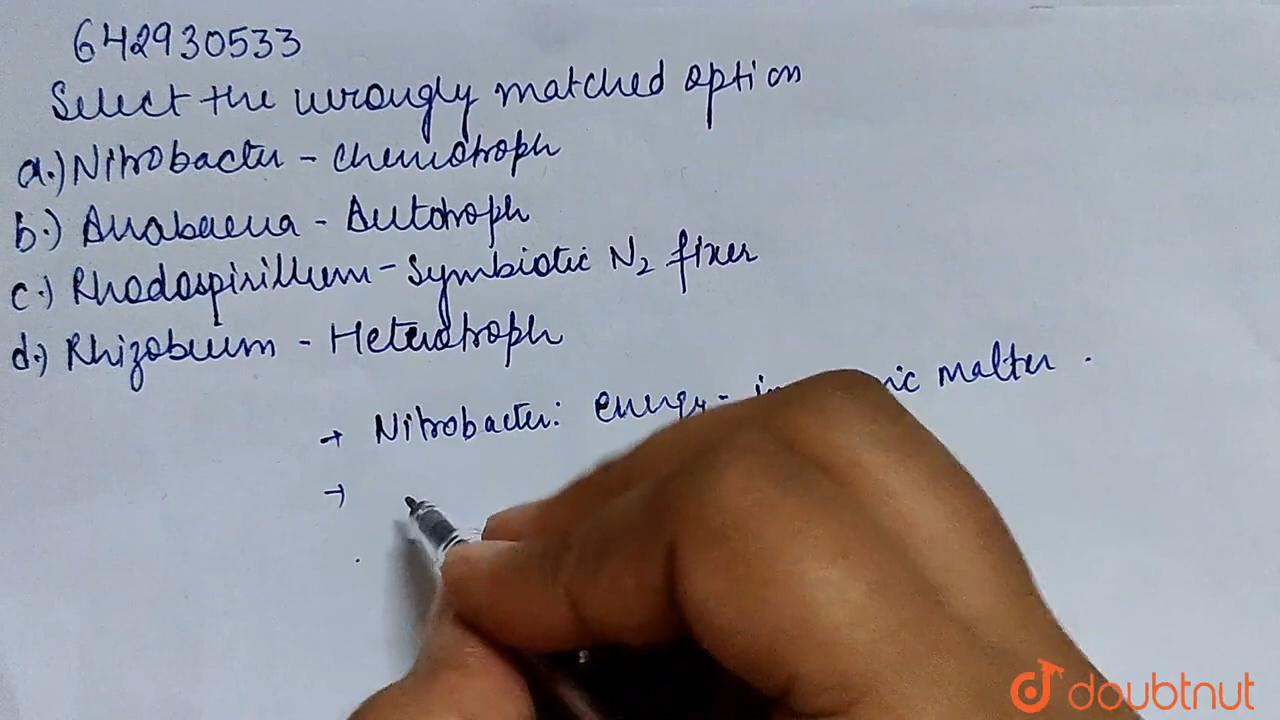 642930533
Select the wrongly matched option
a.) Nitrobacter - Chemotroph
b.) Anabaena - Autotroph
c.) Rhodospirillum - Symbiotic N2 fixer
d.) Rhizobium - Heterotroph
→ Nitrobacter: energy - matter.
→
doubtnut